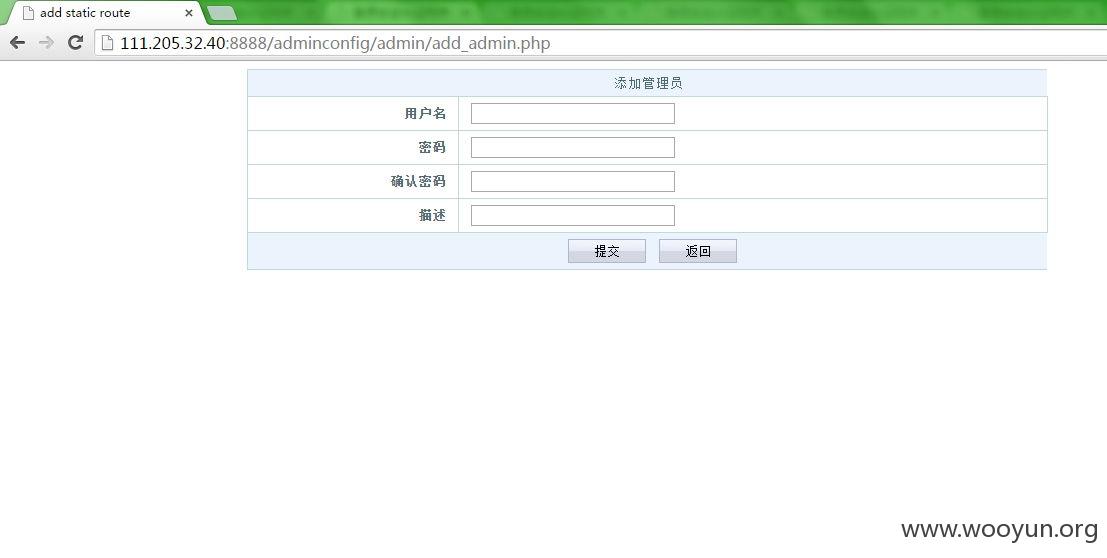 add static route
111.205.32.40:8888/adminconfig/admin/add_admin.php
添加管理员
用户名
密码
确认密码
描述
提交 返回
www.wooyun.org